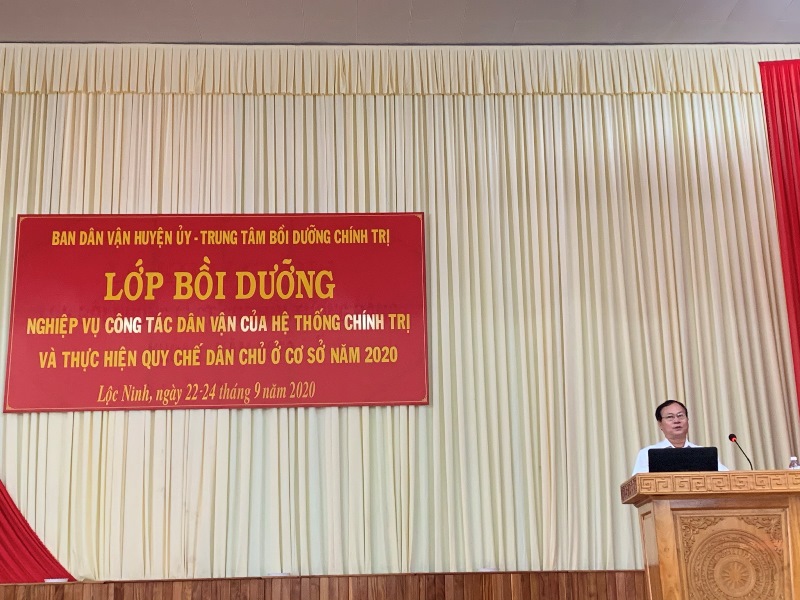 BAN DÂN VẬN HUYỆN ỦY - TRUNG TÂM BỒI DƯỠNG CHÍNH TRỊ
LỚP BỒI DƯỠNG
NGHIỆP VỤ CÔNG TÁC DÂN VẬN CỦA HỆ THỐNG CHÍNH TRỊ
VÀ THỰC HIỆN QUY CHẾ DÂN CHỦ Ở CƠ SỞ NĂM 2020
Lộc Ninh, ngày 22-24 tháng 9 năm 2020